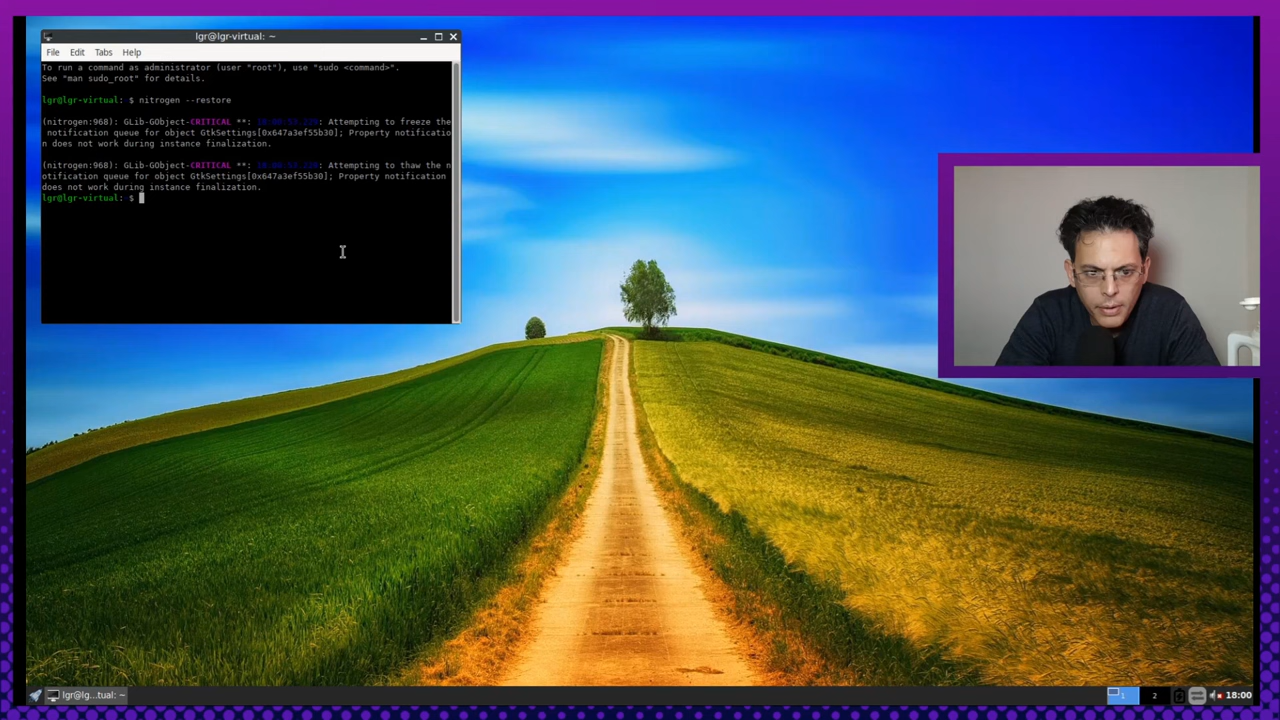 lgr@lgr-virtual: ~
File Edit Tabs Help
To run a command as administrator (user "root"), use "sudo <command>".
See "man sudo_root" for details.
lgr@lgr-virtual: $ nitrogen --restore
(nitrogen:968): GLib-GObject-CRITICAL **: : Attempting to freeze the
notification queue for object GtkSettings[0x647a3ef55b30]; Property notificatio
n does not work during instance finalization.
(nitrogen:968): GLib-GObject-CRITICAL **: : Attempting to thaw the n
otification queue for object GtkSettings[0x647a3ef55b30]; Property notification
does not work during instance finalization.
lgr@lgr-virtual: $
lgr@lg...tual: ~
1 2 18:00